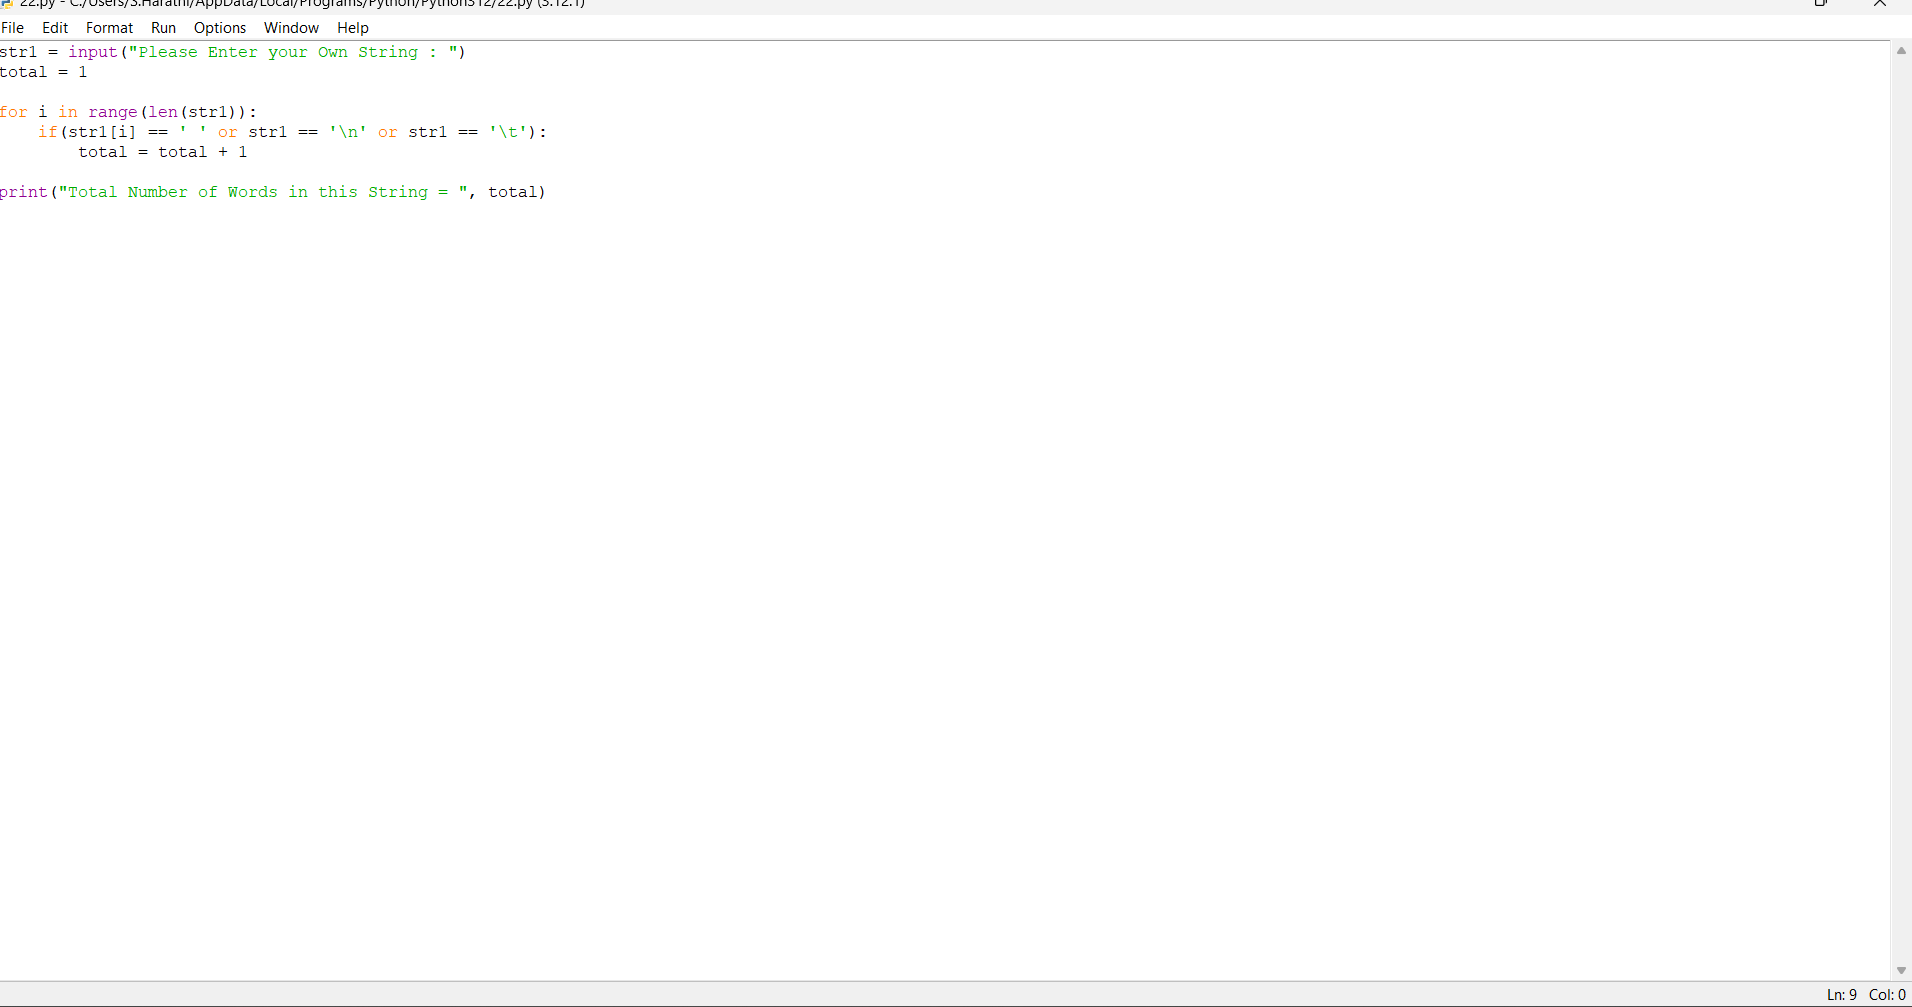 22.py - C:/Users/S.Harathi/AppData/Local/Programs/Python/Python312/22.py (3.12.1)
File Edit Format Run Options Window Help
str1 = input("Please Enter your Own String : ")
total = 1
for i in range(len(str1)):
    if(str1[i] == ' ' or str1 == '\n' or str1 == '\t'):
        total = total + 1
print("Total Number of Words in this String = ", total)
Ln: 9 Col: 0